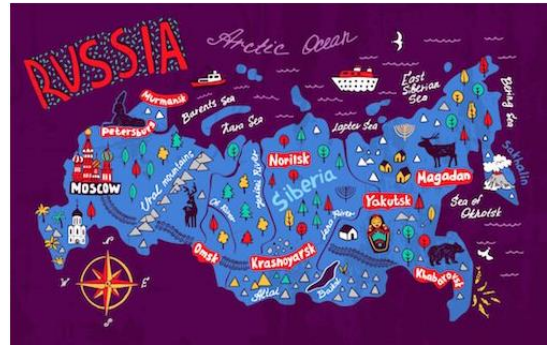 RUSSIA
Arctic Ocean
Murmansk
Barents Sea
East
Siberian
Sea
Bering Sea
Petersburg
Kara Sea
Laptev Sea
Sakhalin
MOSCOW
Ural mountains
Norilsk
Siberia
Magadan
Ob River
Yenisei River
Yakutsk
Sea of
Okhotsk
Lena River
Omsk
Krasnoyarsk
Altai
Baikal
Khabarovsk
N
W
E
S